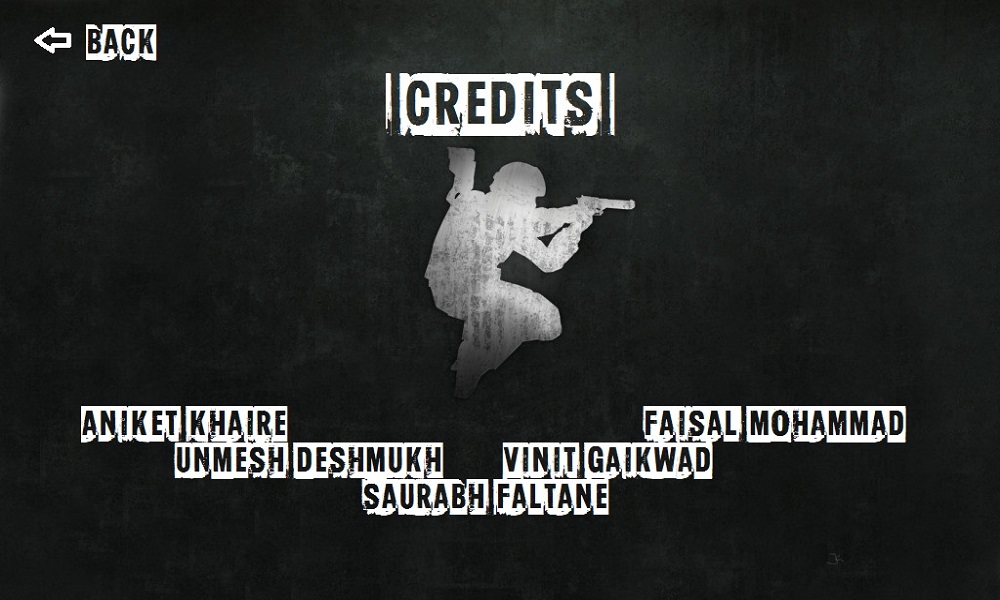 BACK
CREDITS
ANIKET KHAIRE
FAISAL MOHAMMAD
UNMESH DESHMUKH
VINIT GAIKWAD
SAURABH FALTANE